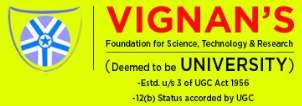 VIGNAN'S
Foundation for Science, Technology & Research
(Deemed to be UNIVERSITY)
-Estd. u/s 3 of UGC Act 1956
-12(b) Status accorded by UGC